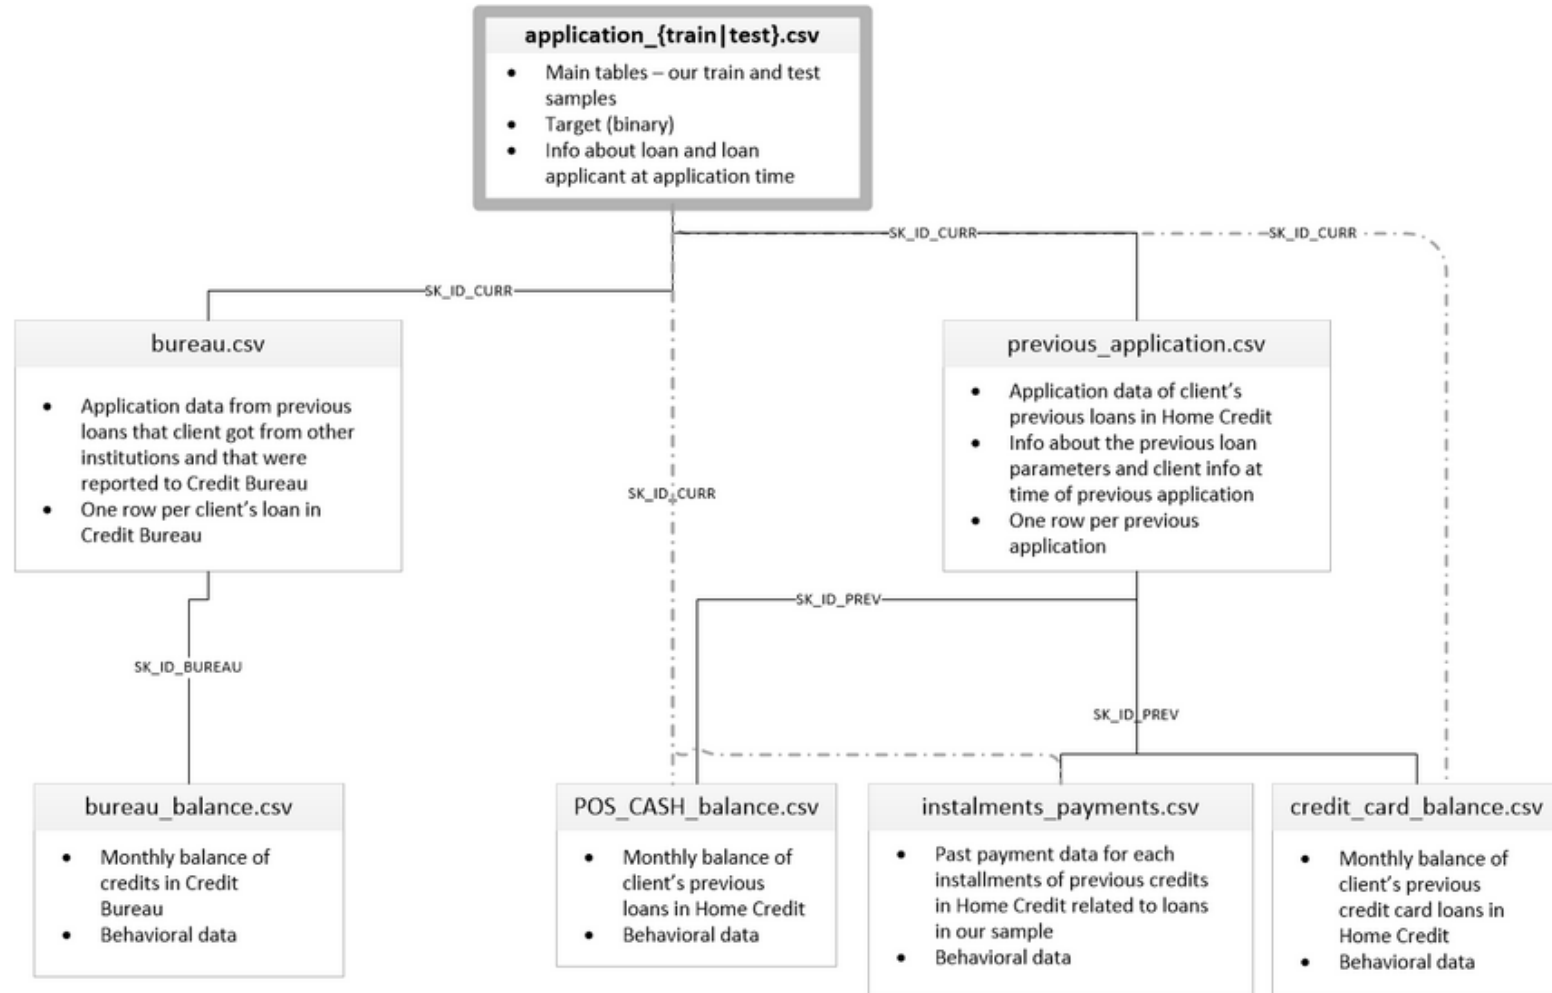 application_{train|test}.csv
• Main tables – our train and test
samples
• Target (binary)
• Info about loan and loan
applicant at application time
SK_ID_CURR
SK_ID_CURR
SK_ID_CURR
bureau.csv
• Application data from previous
loans that client got from other
institutions and that were
reported to Credit Bureau
• One row per client's loan in
Credit Bureau
previous_application.csv
• Application data of client's
previous loans in Home Credit
• Info about the previous loan
parameters and client info at
time of previous application
• One row per previous
application
SK_ID_CURR
SK_ID_PREV
SK_ID_BUREAU
SK_ID_PREV
bureau_balance.csv
• Monthly balance of
credits in Credit
Bureau
• Behavioral data
POS_CASH_balance.csv
• Monthly balance of
client's previous
loans in Home Credit
• Behavioral data
instalments_payments.csv
• Past payment data for each
installments of previous credits
in Home Credit related to loans
in our sample
• Behavioral data
credit_card_balance.csv
• Monthly balance of
client's previous
credit card loans in
Home Credit
• Behavioral data